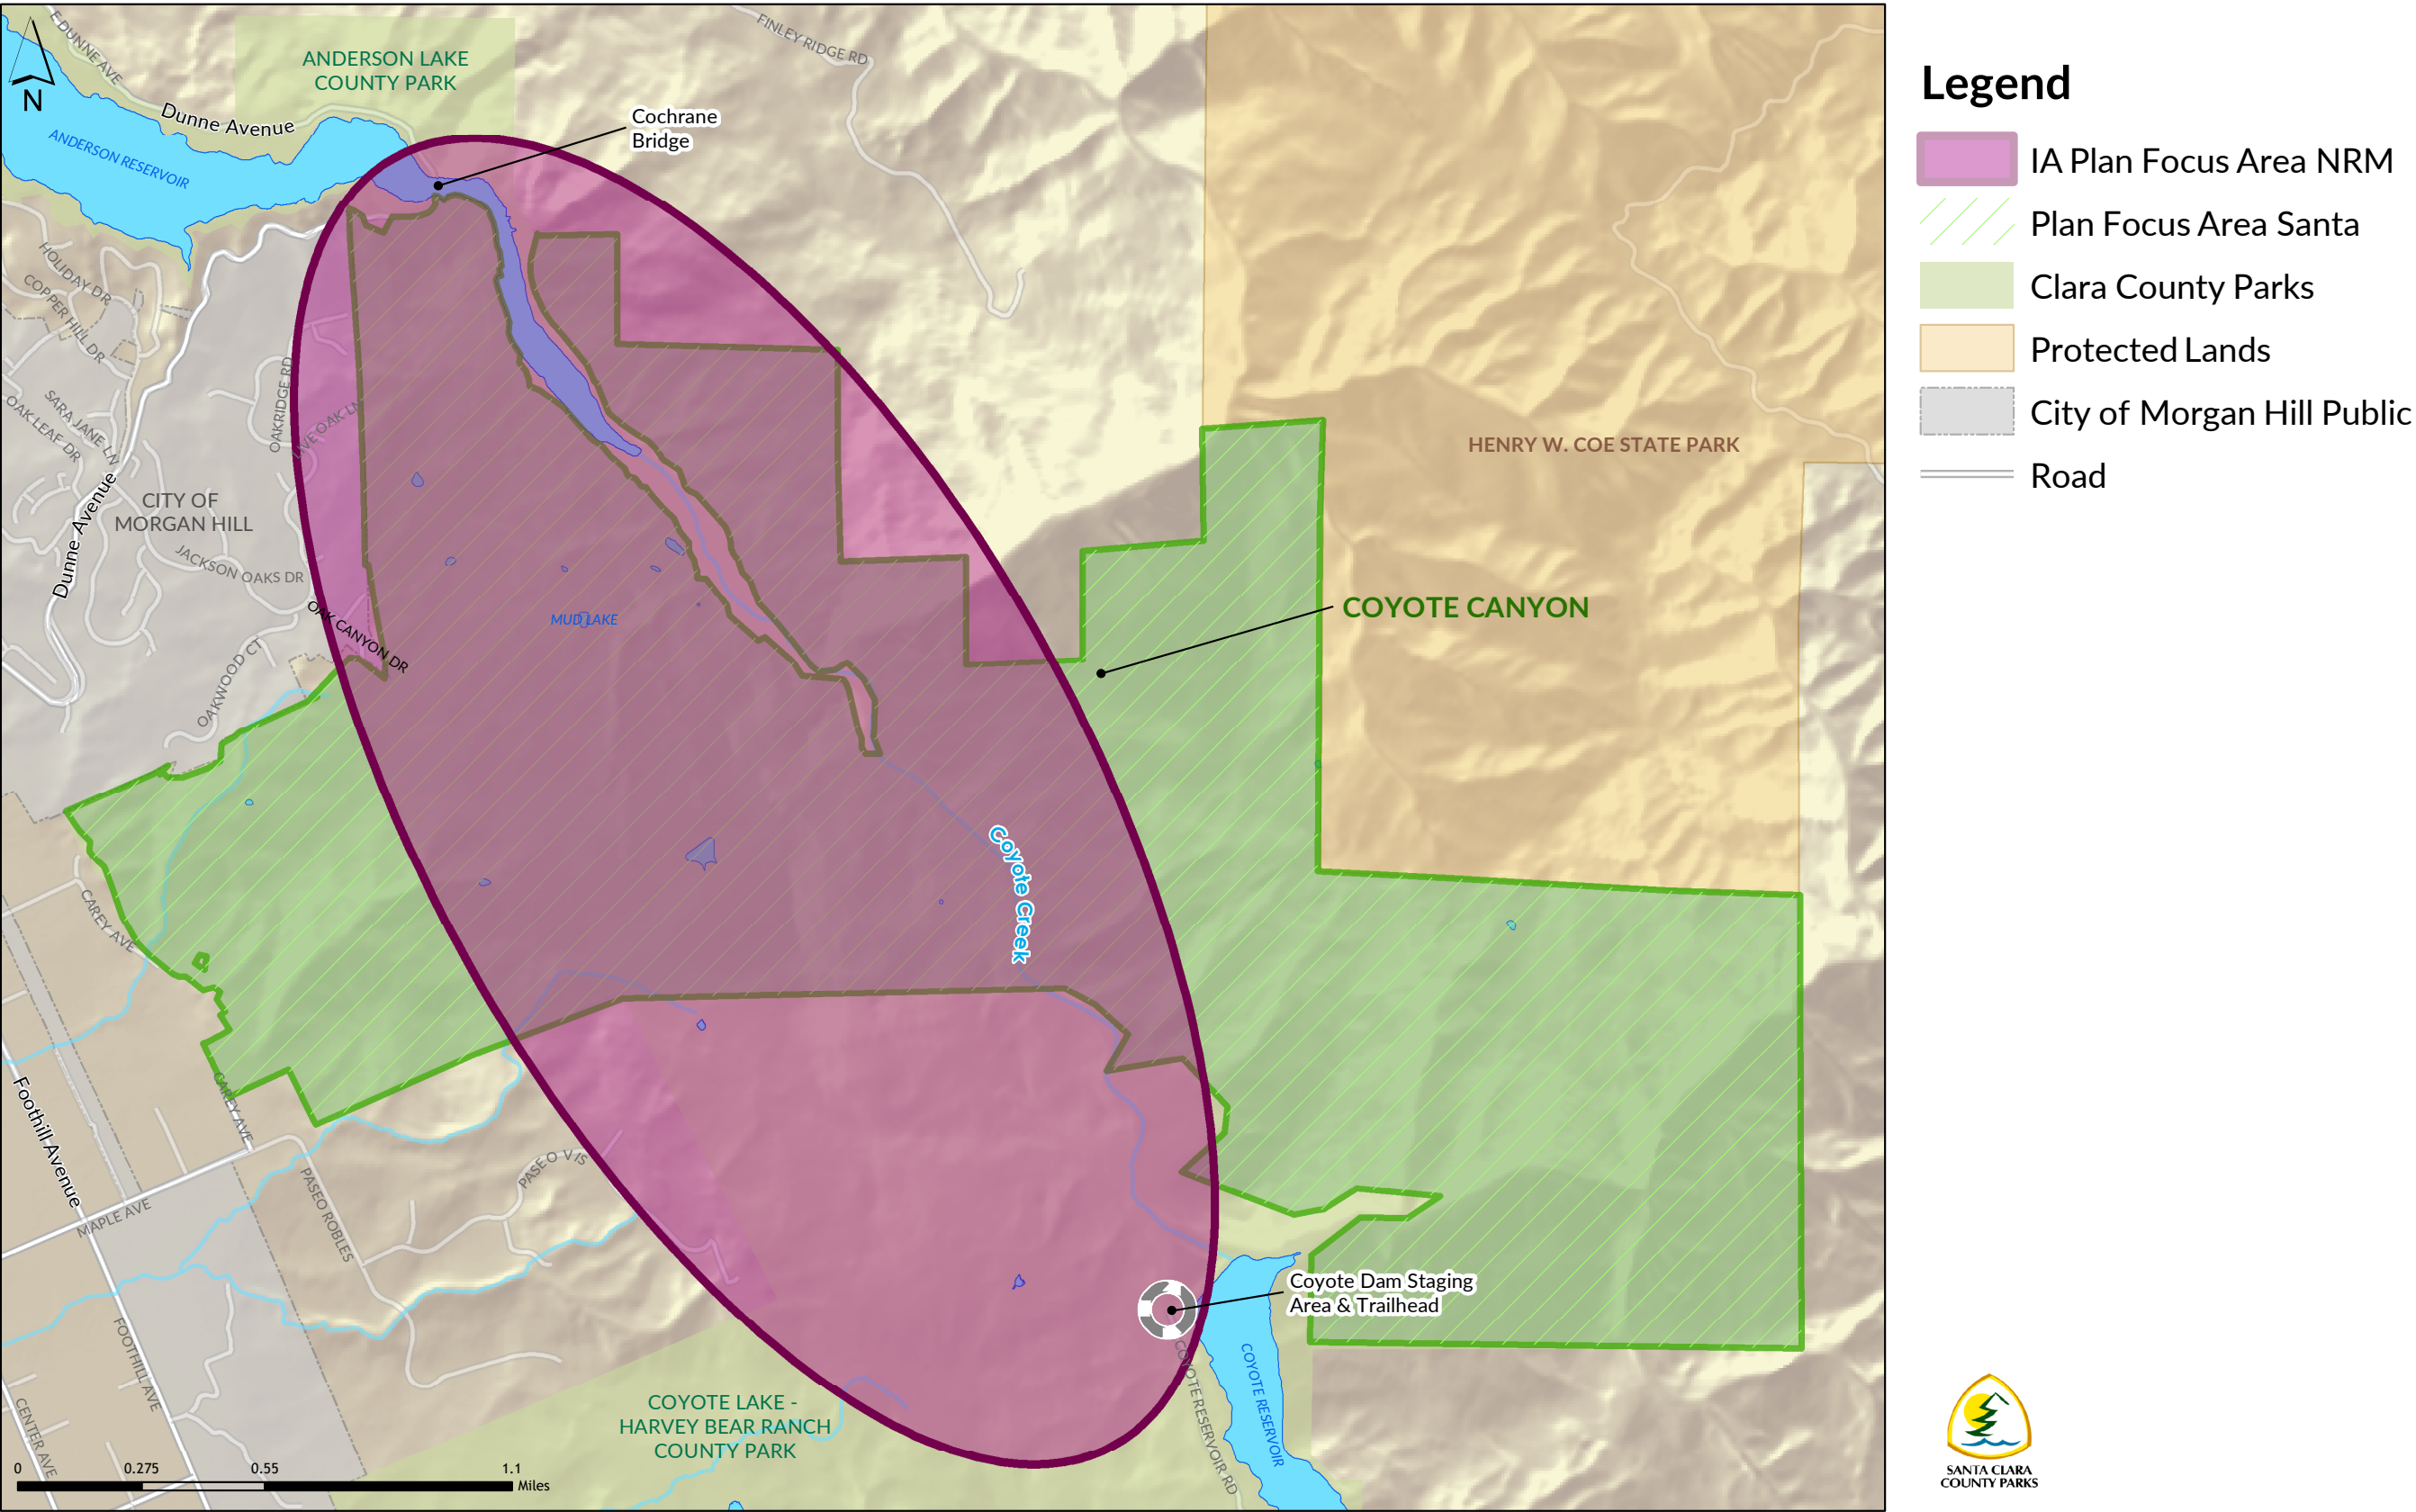 E DUNNE AVE
FINLEY RIDGE RD
ANDERSON LAKE
COUNTY PARK
N
Dunne Avenue
Cochrane
Bridge
ANDERSON RESERVOIR
HOLIDAY DR
COPPER HILL DR
OAKRIDGE RD
LIVE OAK LN
SARA JANE LN
OAK LEAF DR
HENRY W. COE STATE PARK
CITY OF
MORGAN HILL
Dunne Avenue
JACKSON OAKS DR
OAK CANYON DR
MUD LAKE
COYOTE CANYON
OAKWOOD CT
Coyote Creek
CAREY AVE
CAREY AVE
Foothill Avenue
MAPLE AVE
PASEO ROBLES
PASEO VIS
FOOTHILL AVE
CENTER AVE
Coyote Dam Staging
Area & Trailhead
COYOTE RESERVOIR
COYOTE RESERVOIR RD
COYOTE LAKE -
HARVEY BEAR RANCH
COUNTY PARK
0 0.275 0.55 1.1
Miles
Legend
IA Plan Focus Area NRM
Plan Focus Area Santa
Clara County Parks
Protected Lands
City of Morgan Hill Public
Road
SANTA CLARA
COUNTY PARKS